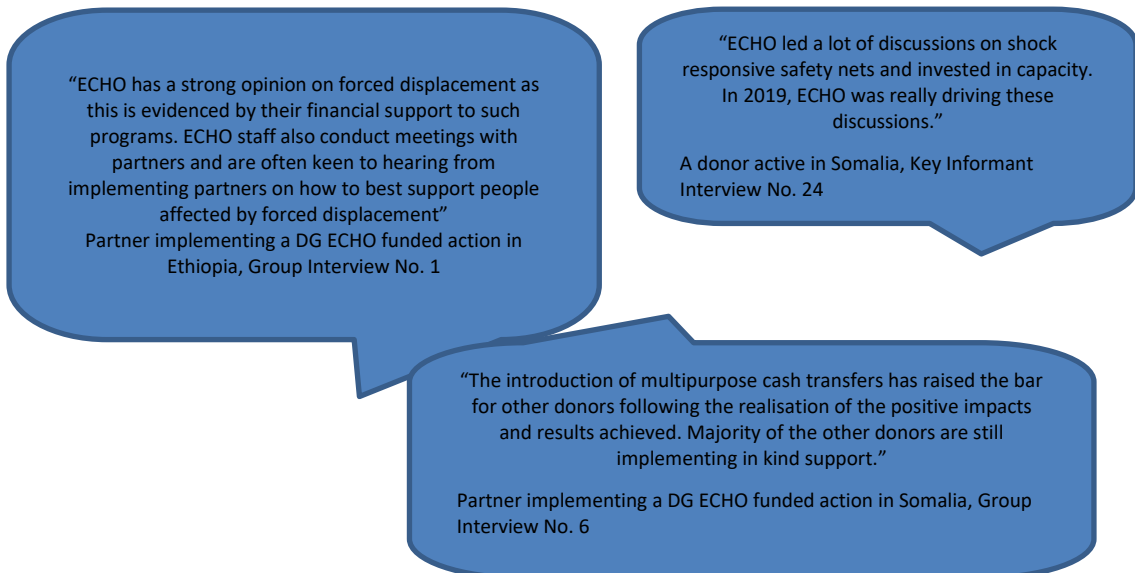 “ECHO has a strong opinion on forced displacement as
this is evidenced by their financial support to such
programs. ECHO staff also conduct meetings with
partners and are often keen to hearing from
implementing partners on how to best support people
affected by forced displacement”
Partner implementing a DG ECHO funded action in
Ethiopia, Group Interview No. 1
“ECHO led a lot of discussions on shock
responsive safety nets and invested in capacity.
In 2019, ECHO was really driving these
discussions.”
A donor active in Somalia, Key Informant
Interview No. 24
“The introduction of multipurpose cash transfers has raised the bar
for other donors following the realisation of the positive impacts
and results achieved. Majority of the other donors are still
implementing in kind support.”
Partner implementing a DG ECHO funded action in Somalia, Group
Interview No. 6